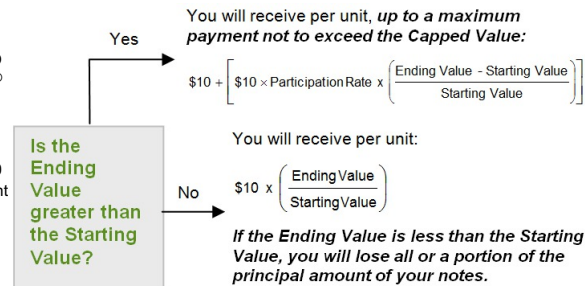 You will receive per unit, up to a maximum
payment not to exceed the Capped Value:
Yes
$10 + [ $10 × Participation Rate x ( Ending Value - Starting Value / Starting Value ) ]
Is the
Ending
Value
greater than
the Starting
Value?
No
You will receive per unit:
$10 x ( Ending Value / Starting Value )
If the Ending Value is less than the Starting
Value, you will lose all or a portion of the
principal amount of your notes.